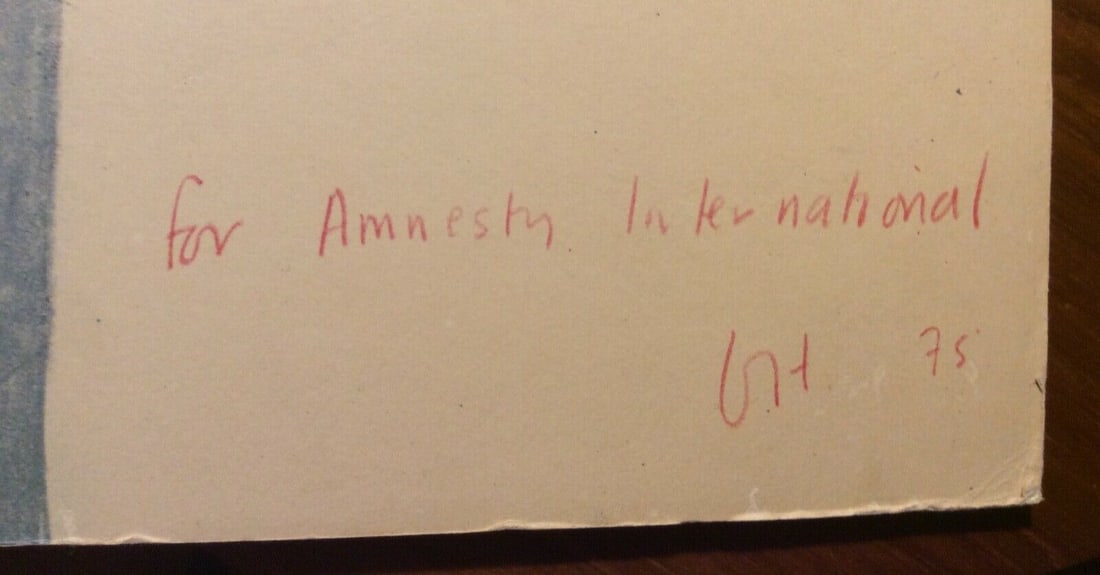 for Amnesty International
75